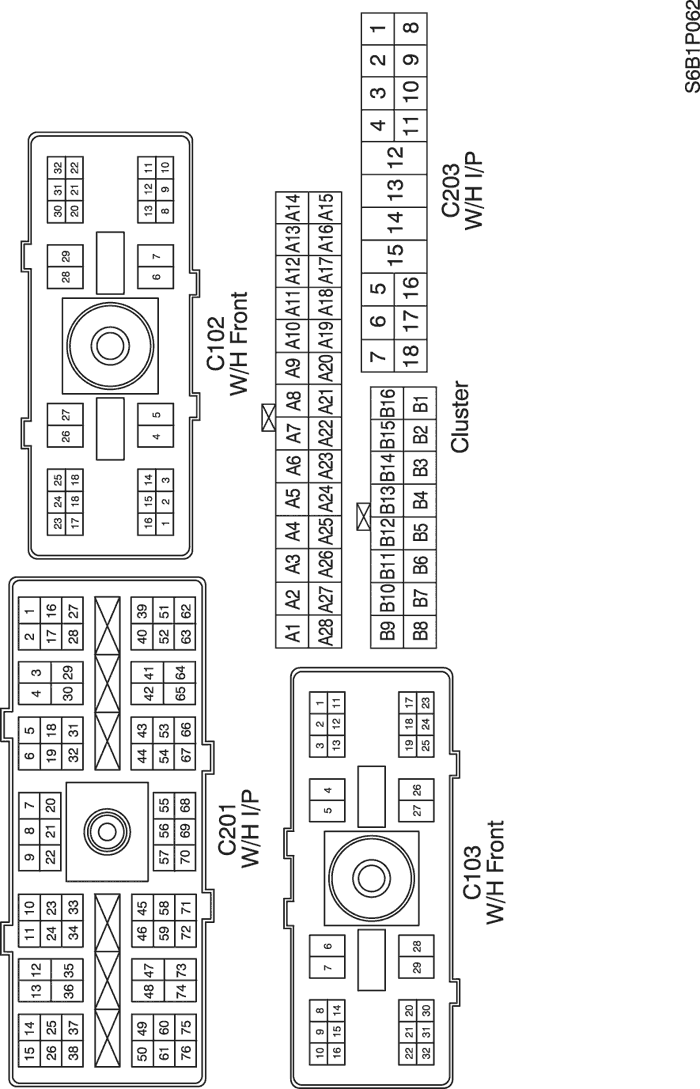 15 14 13 12 11 10 9 8 7 6 5 4 3 2 1
26 25 24 23 22 21 20 19 18 17 16
38 37 36 35 34 33 32 31 30 29 28 27
50 49 48 47 46 45 44 43 42 41 40 39
61 60 59 58 57 56 55 54 53 52 51
76 75 74 73 72 71 70 69 68 67 66 65 64 63 62
C201
W/H I/P
23 24 25 26 27 28 29 30 31 32
17 18 18 20 21 22
16 15 14 13 12 11
1 2 3 4 5 6 7 8 9 10
C102
W/H Front
A1 A2 A3 A4 A5 A6 A7 A8 A9 A10 A11 A12 A13 A14
A28 A27 A26 A25 A24 A23 A22 A21 A20 A19 A18 A17 A16 A15
B9 B10 B11 B12 B13 B14 B15 B16
B8 B7 B6 B5 B4 B3 B2 B1
Cluster
7 6 5 15 14 13 12 4 3 2 1
18 17 16 11 10 9 8
C203
W/H I/P
10 9 8 7 6 5 4 3 2 1
16 15 14 13 12 11
22 21 20 19 18 17
32 31 30 29 28 27 26 25 24 23
C103
W/H Front
S6B1P062